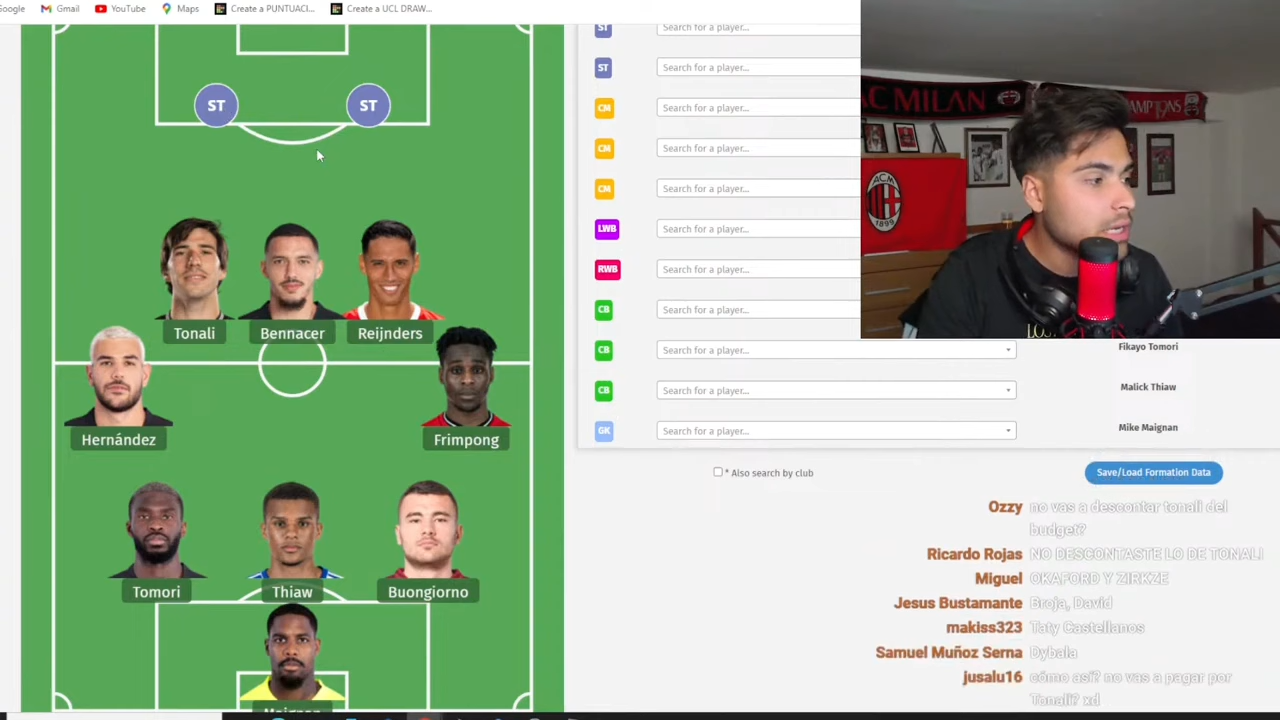 Google
Gmail
YouTube
Maps
Create a PUNTUACI...
Create a UCL DRAW...
ST
ST
Tonali
Bennacer
Reijnders
Hernández
Frimpong
Tomori
Thiaw
Buongiorno
ST
Search for a player...
ST
Search for a player...
CM
Search for a player...
CM
Search for a player...
CM
Search for a player...
LWB
Search for a player...
RWB
Search for a player...
CB
Search for a player...
CB
Search for a player...
Fikayo Tomori
CB
Search for a player...
Malick Thiaw
GK
Search for a player...
Mike Maignan
* Also search by club
Save/Load Formation Data
AC MILAN
CHAMPIONS
ACM
1899
Ozzy no vas a descontar tonali del
budget?
Ricardo Rojas NO DESCONTASTE LO DE TONALI
Miguel OKAFORD Y ZIRKZE
Jesus Bustamante Broja, David
makiss323 Taty Castellanos
Samuel Muñoz Serna Dybala
jusalu16 cómo así? no vas a pagar por
Tonali? xd